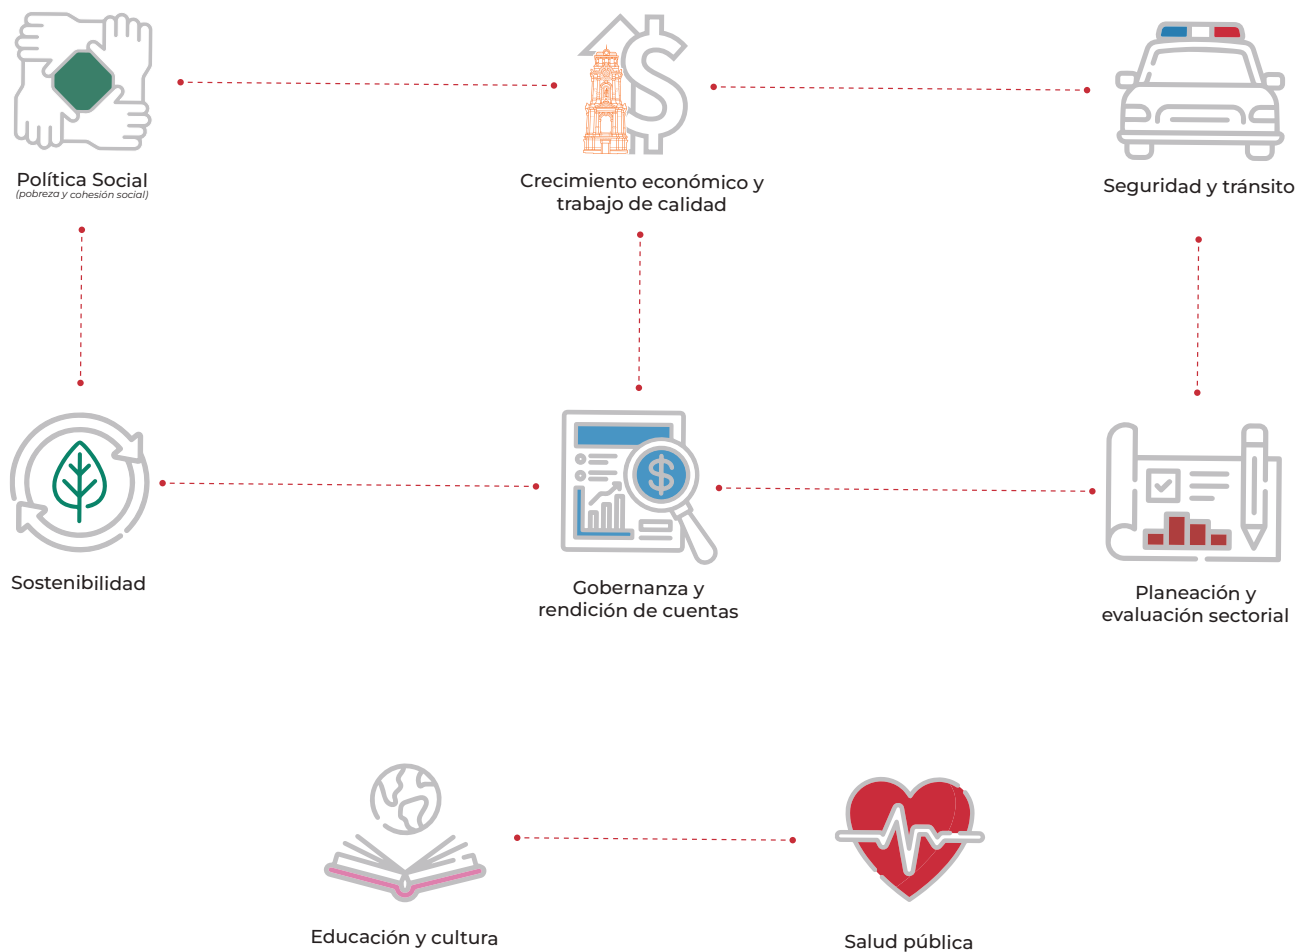 Política Social
(pobreza y cohesión social)
Crecimiento económico y
trabajo de calidad
Seguridad y tránsito
Sostenibilidad
Gobernanza y
rendición de cuentas
Planeación y
evaluación sectorial
Educación y cultura
Salud pública